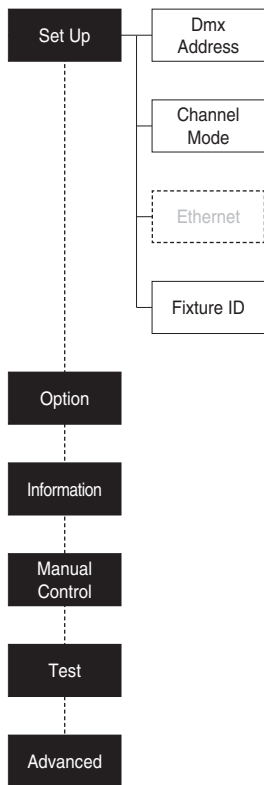 Set Up
Dmx
Address
Channel
Mode
Ethernet
Fixture ID
Option
Information
Manual
Control
Test
Advanced